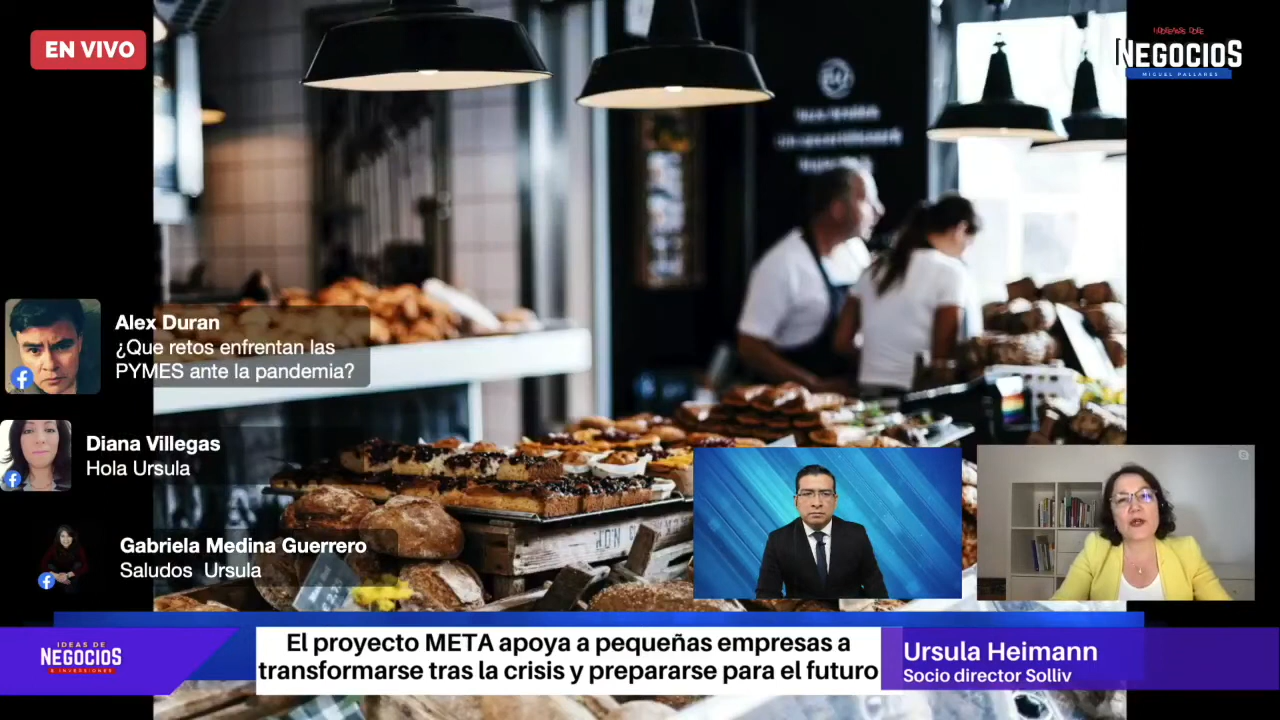 EN VIVO
IDEAS DE
NEGOCIOS
MIGUEL PALLARES
Alex Duran
¿Que retos enfrentan las
PYMES ante la pandemia?
Diana Villegas
Hola Ursula
Gabriela Medina Guerrero
Saludos Ursula
IDEAS DE
NEGOCIOS
E INVERSIONES
El proyecto META apoya a pequeñas empresas a
transformarse tras la crisis y prepararse para el futuro
Ursula Heimann
Socio director Solliv